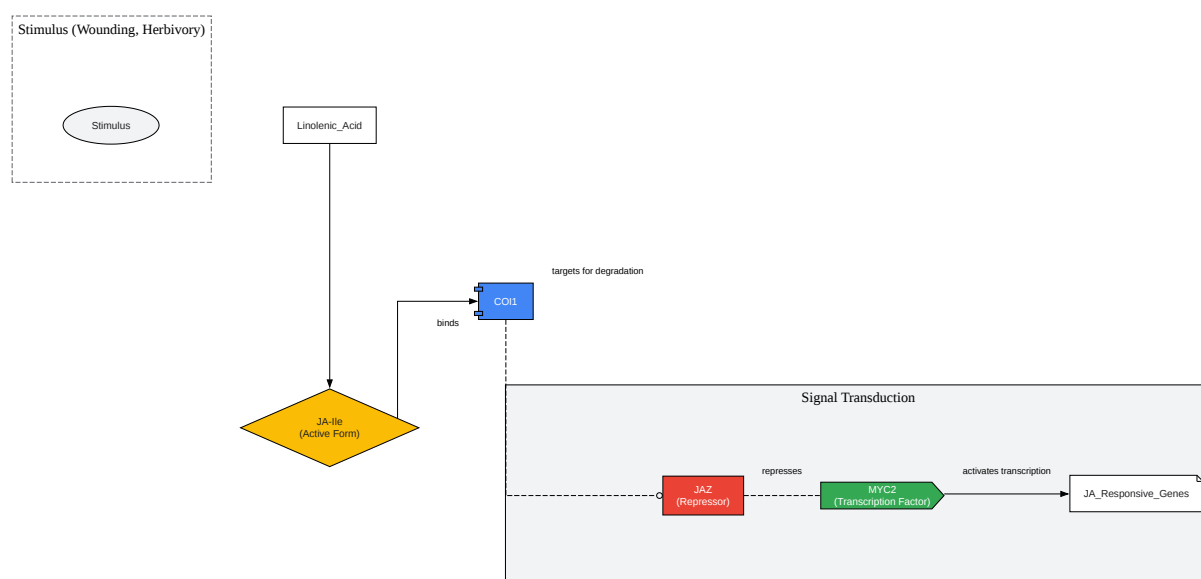 Stimulus (Wounding, Herbivory)
Stimulus
Linolenic_Acid
targets for degradation
COI1
binds
JA-Ile
(Active Form)
Signal Transduction
represses
activates transcription
JAZ
(Repressor)
MYC2
(Transcription Factor)
JA_Responsive_Genes